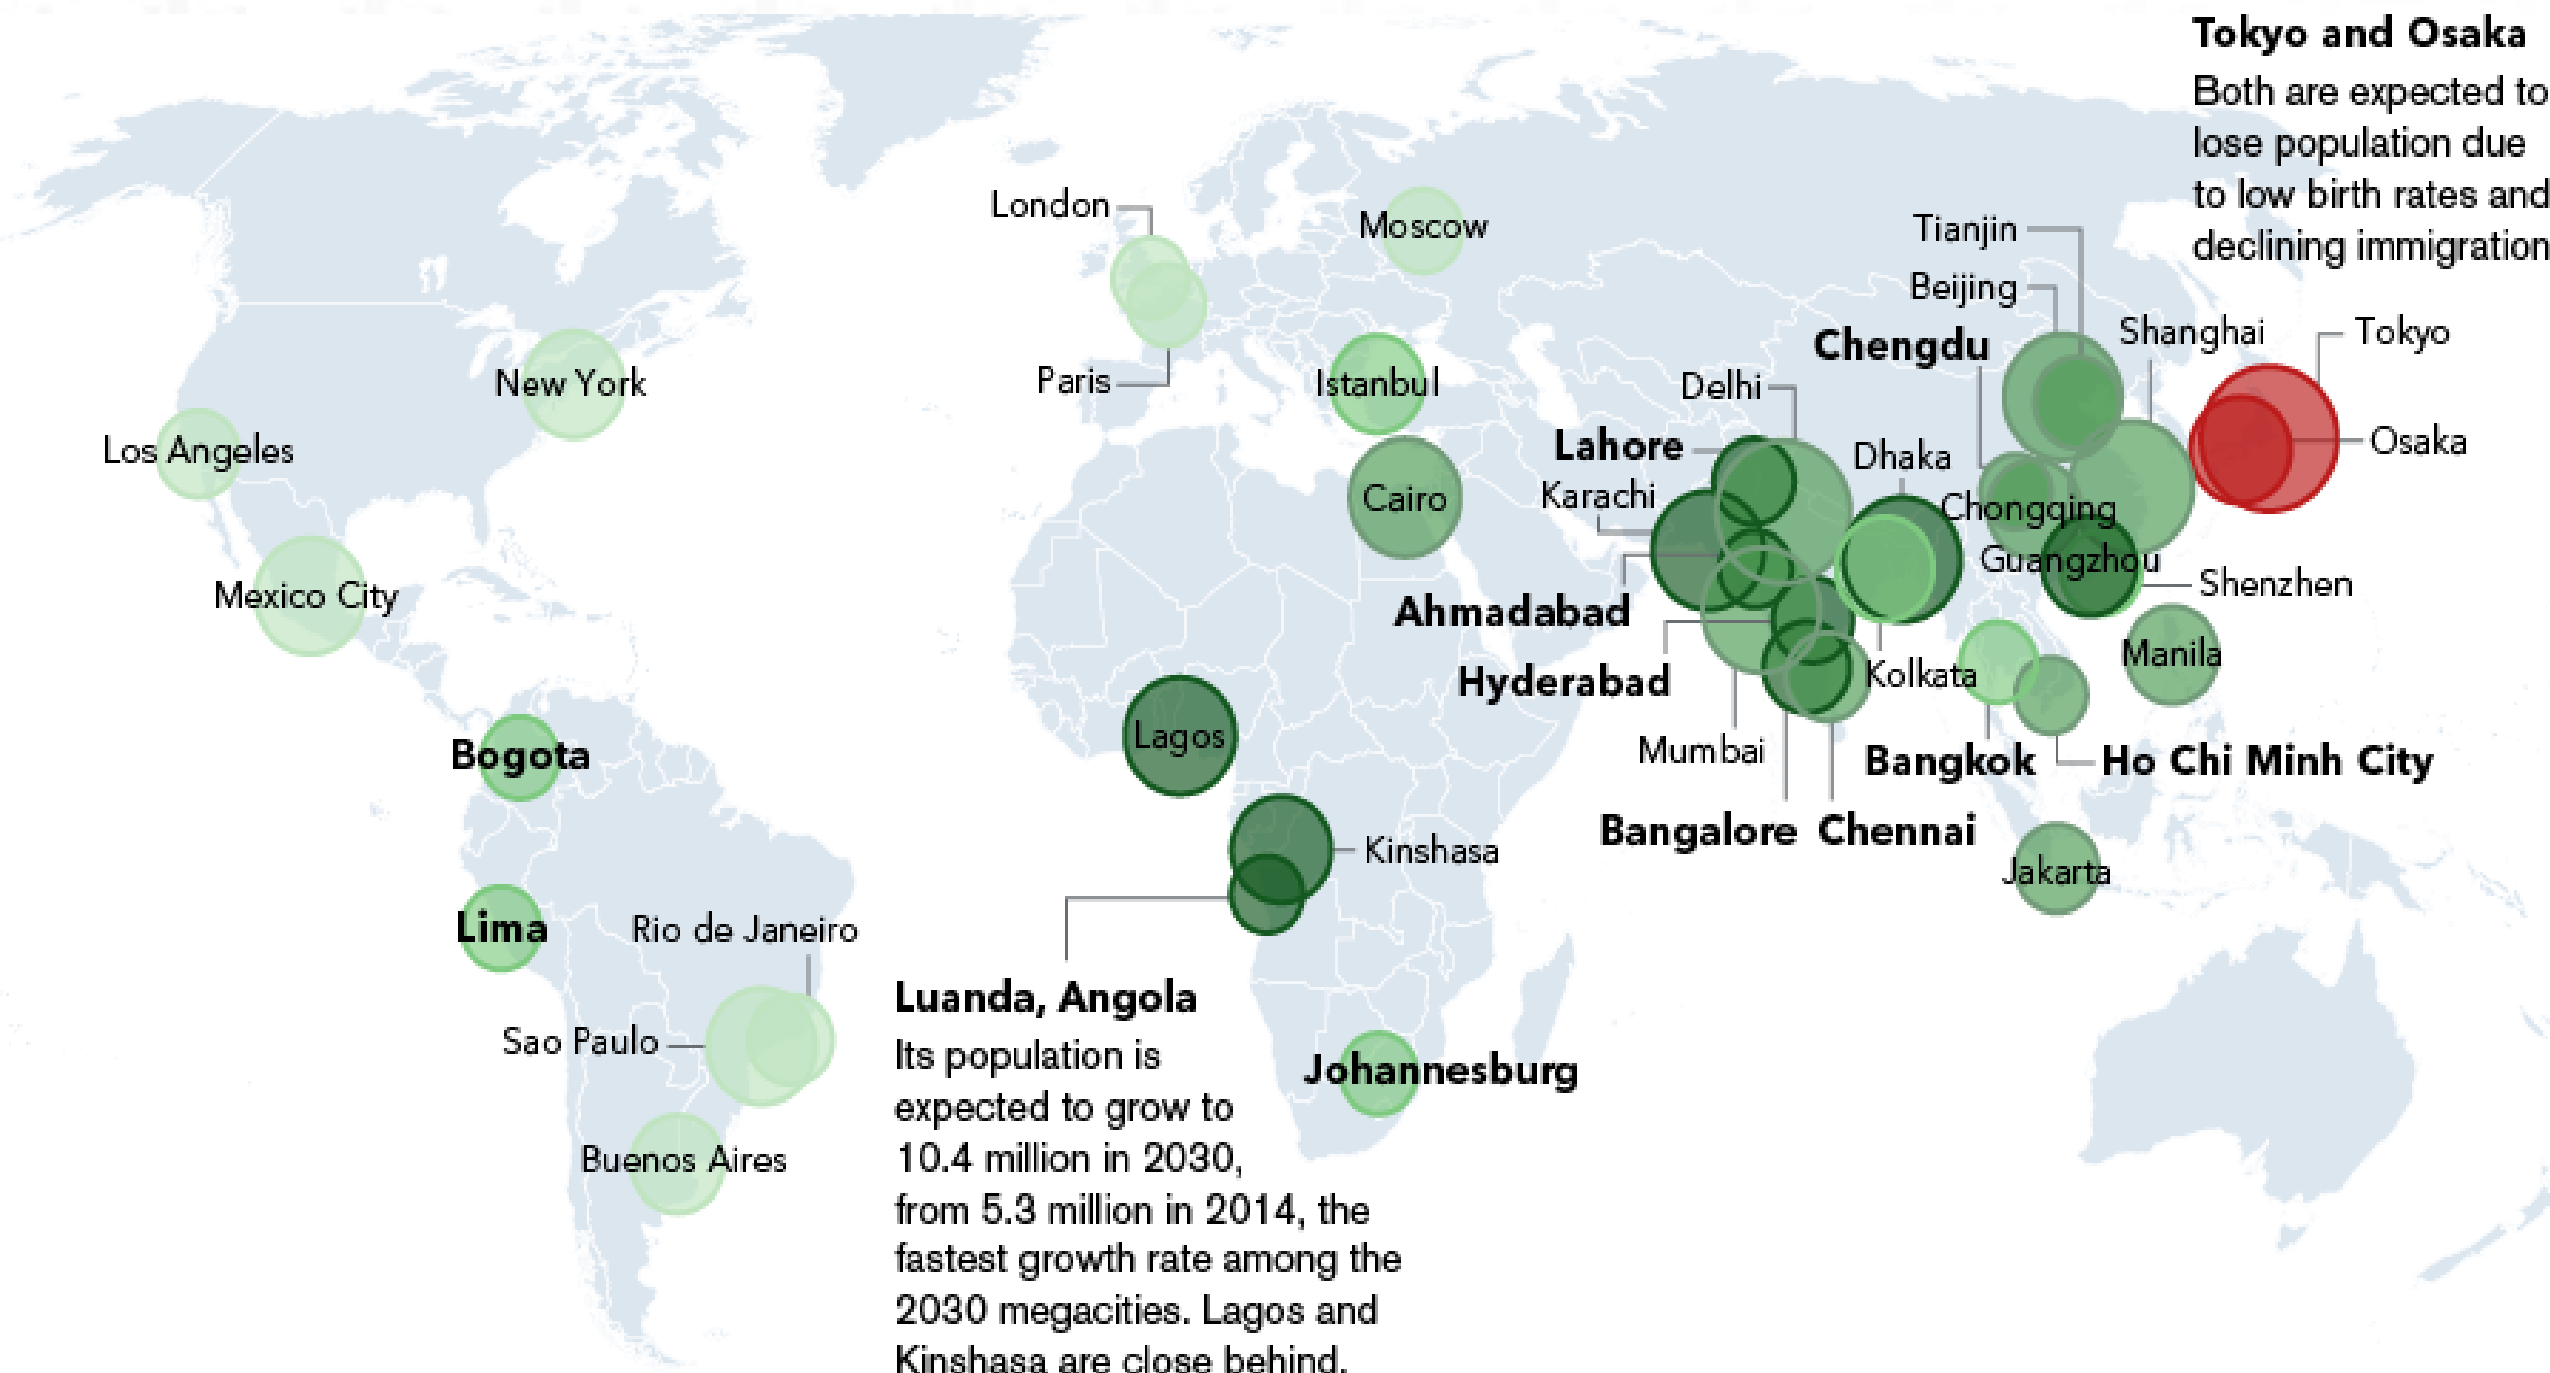 Tokyo and Osaka
Both are expected to
lose population due
to low birth rates and
declining immigration
London
Moscow
Tianjin
Beijing
Chengdu
Shanghai
Tokyo
Paris
Istanbul
New York
Delhi
Los Angeles
Lahore
Dhaka
Osaka
Karachi
Cairo
Chongqing
Guangzhou
Shenzhen
Mexico City
Ahmadabad
Hyderabad
Kolkata
Manila
Lagos
Mumbai
Bangkok
Ho Chi Minh City
Bogota
Bangalore
Chennai
Kinshasa
Jakarta
Lima
Rio de Janeiro
Sao Paulo
Luanda, Angola
Its population is
expected to grow to
10.4 million in 2030,
from 5.3 million in 2014, the
fastest growth rate among the
2030 megacities. Lagos and
Kinshasa are close behind.
Johannesburg
Buenos Aires